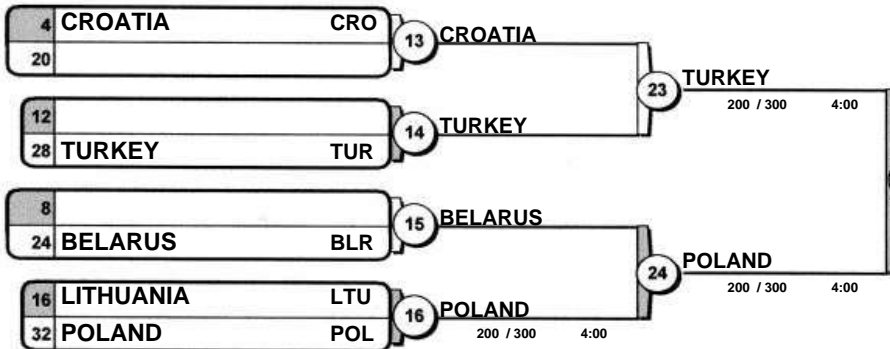 4 CROATIA CRO
20
13 CROATIA
12
28 TURKEY TUR
14 TURKEY
23 TURKEY
200 / 300 4:00
8
24 BELARUS BLR
15 BELARUS
16 LITHUANIA LTU
32 POLAND POL
16 POLAND
200 / 300 4:00
24 POLAND
200 / 300 4:00